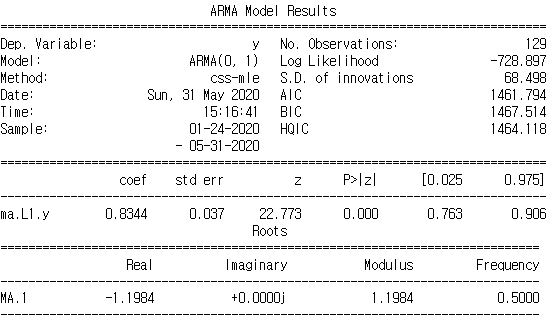 ARMA Model Results
==============================================================================
Dep. Variable: y No. Observations: 129
Model: ARMA(0, 1) Log Likelihood -728.897
Method: css-mle S.D. of innovations 68.498
Date: Sun, 31 May 2020 AIC 1461.794
Time: 15:16:41 BIC 1467.514
Sample: 01-24-2020 HQIC 1464.118
- 05-31-2020
==============================================================================
coef std err z P>|z| [0.025 0.975]
------------------------------------------------------------------------------
ma.L1.y 0.8344 0.037 22.773 0.000 0.763 0.906
Roots
=============================================================================
Real Imaginary Modulus Frequency
-----------------------------------------------------------------------------
MA.1 -1.1984 +0.0000j 1.1984 0.5000
-----------------------------------------------------------------------------